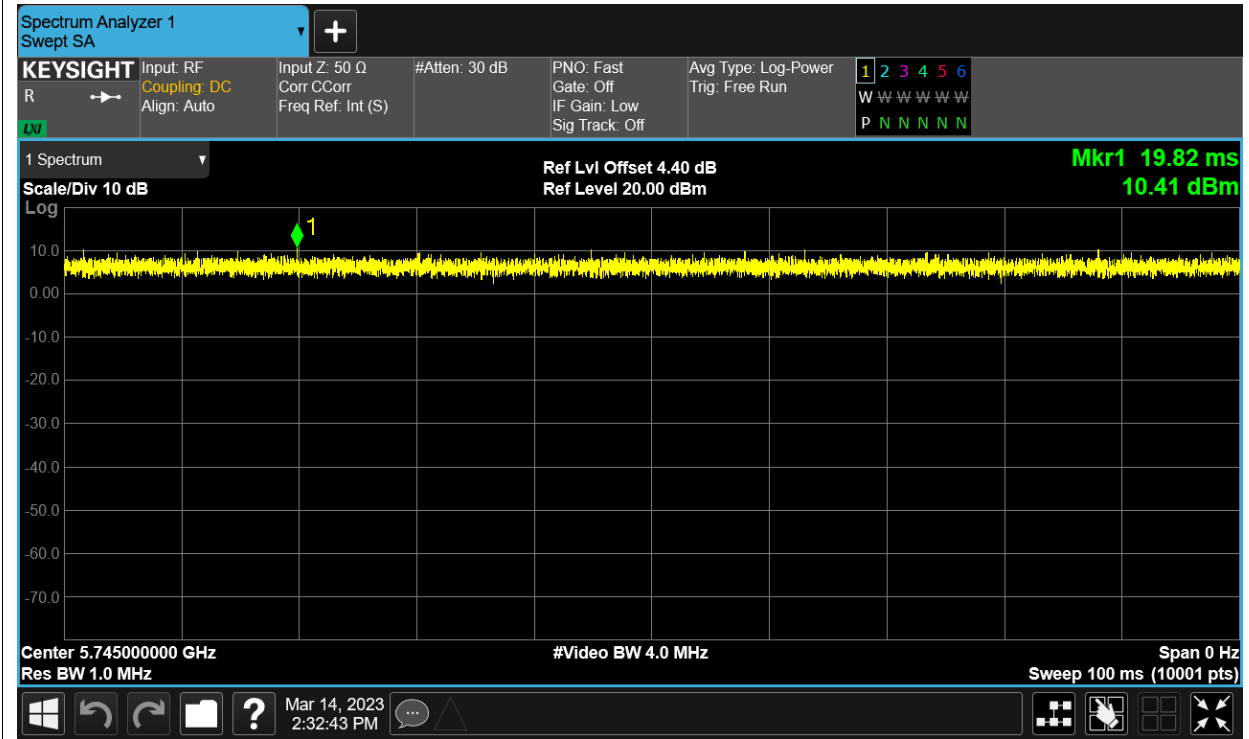 Spectrum Analyzer 1
Swept SA
KEYSIGHT
R
LXI
Input: RF
Coupling: DC
Align: Auto
Input Z: 50 Ω
Corr CCorr
Freq Ref: Int (S)
#Atten: 30 dB
PNO: Fast
Gate: Off
IF Gain: Low
Sig Track: Off
Avg Type: Log-Power
Trig: Free Run
1 2 3 4 5 6
W W W W W W
P N N N N N
1 Spectrum
Scale/Div 10 dB
Ref Lvl Offset 4.40 dB
Ref Level 20.00 dBm
Mkr1 19.82 ms
10.41 dBm
Log
1
10.0
0.00
-10.0
-20.0
-30.0
-40.0
-50.0
-60.0
-70.0
Center 5.745000000 GHz
Res BW 1.0 MHz
#Video BW 4.0 MHz
Span 0 Hz
Sweep 100 ms (10001 pts)
?
Mar 14, 2023
2:32:43 PM